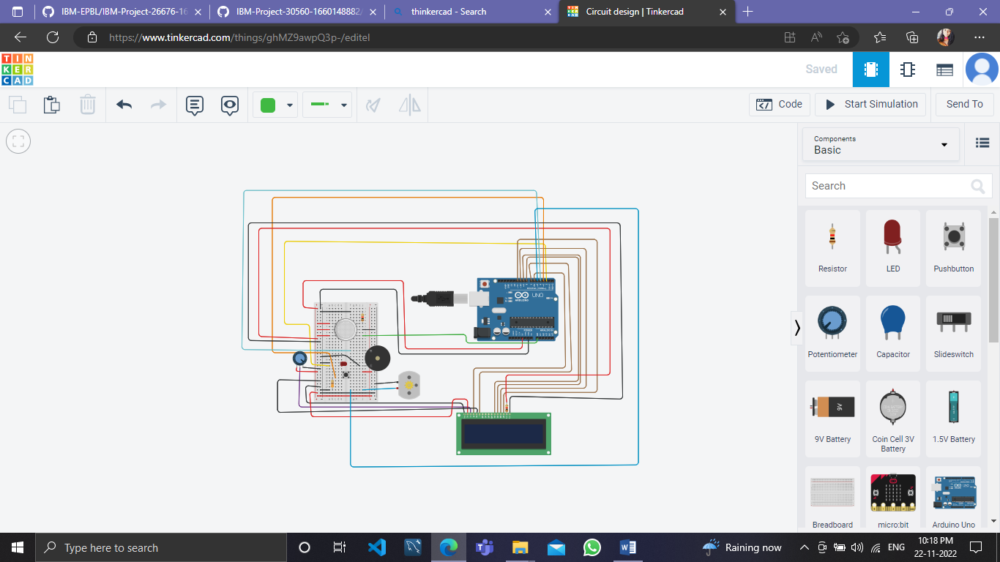 IBM-EPBL/IBM-Project-26676-16
IBM-Project-30560-1660148882/
thinkercad - Search
Circuit design | Tinkercad
https://www.tinkercad.com/things/ghMZ9awpQ3p-/editel
TIN
KER
CAD
Saved
Code
Start Simulation
Send To
Components
Basic
Search
Resistor
LED
Pushbutton
Potentiometer
Capacitor
Slideswitch
9V
9V Battery
Coin Cell 3V
Battery
1.5V Battery
Breadboard
micro:bit
Arduino Uno
UNO
ARDUINO
Type here to search
Raining now
ENG
10:18 PM
22-11-2022